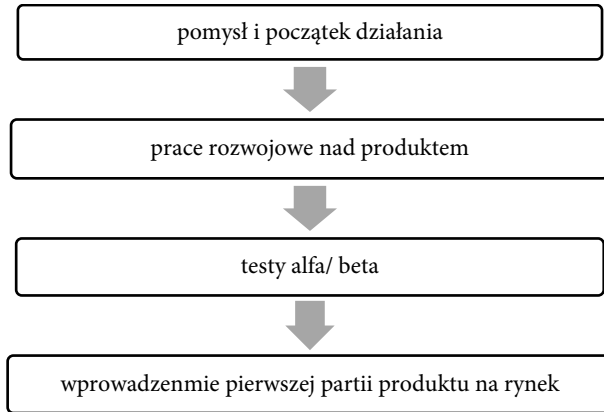 pomysł i początek działania
prace rozwojowe nad produktem
testy alfa/ beta
wprowadzenmie pierwszej partii produktu na rynek